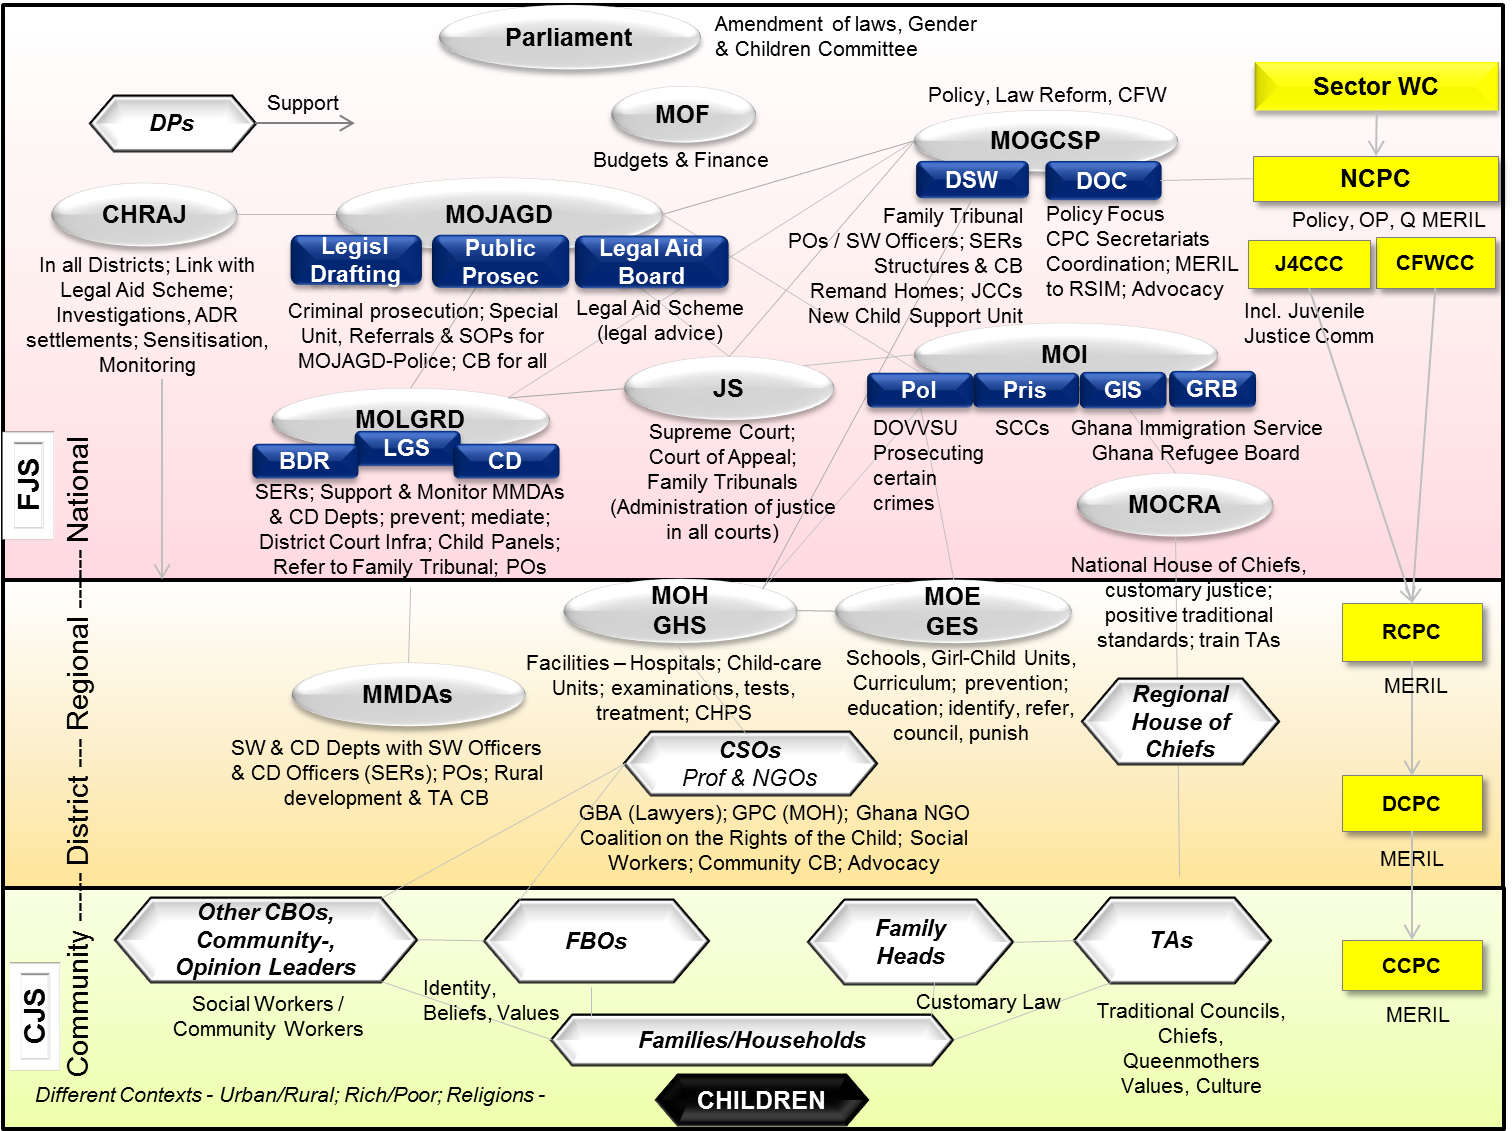 Parliament
Amendment of laws, Gender
& Children Committee
DPs
Support
MOF
Budgets & Finance
Policy, Law Reform, CFW
MOGCSP
DSW
DOC
Family Tribunal
POs / SW Officers; SERs
Structures & CB
Remand Homes; JCCs
New Child Support Unit
Policy Focus
CPC Secretariats
Coordination; MERIL
to RSIM; Advocacy
Sector WC
NCPC
Policy, OP, Q MERIL
J4CCC
CFWCC
Incl. Juvenile
Justice Comm
CHRAJ
In all Districts; Link with
Legal Aid Scheme;
Investigations, ADR
settlements; Sensitisation,
Monitoring
MOJAGD
Legisl
Drafting
Public
Prosec
Legal Aid
Board
Criminal prosecution; Special
Unit, Referrals & SOPs for
MOJAGD-Police; CB for all
Legal Aid Scheme
(legal advice)
MOI
Pol
Pris
GIS
GRB
DOVVSU
Prosecuting
certain
crimes
SCCs
Ghana Immigration Service
Ghana Refugee Board
JS
Supreme Court;
Court of Appeal;
Family Tribunals
(Administration of justice
in all courts)
MOLGRD
BDR
LGS
CD
SERs; Support & Monitor MMDAs
& CD Depts; prevent; mediate;
District Court Infra; Child Panels;
Refer to Family Tribunal; POs
MOCRA
National House of Chiefs,
customary justice;
positive traditional
standards; train TAs
FJS
Community ------ District --- Regional ------ National
MOH
GHS
Facilities – Hospitals; Child-care
Units; examinations, tests,
treatment; CHPS
MOE
GES
Schools, Girl-Child Units,
Curriculum; prevention;
education; identify, refer,
council, punish
RCPC
MERIL
MMDAs
SW & CD Depts with SW Officers
& CD Officers (SERs); POs; Rural
development & TA CB
Regional
House of
Chiefs
CSOs
Prof & NGOs
GBA (Lawyers); GPC (MOH); Ghana NGO
Coalition on the Rights of the Child; Social
Workers; Community CB; Advocacy
DCPC
MERIL
CJS
Other CBOs,
Community-,
Opinion Leaders
Social Workers /
Community Workers
FBOs
Identity,
Beliefs, Values
Family
Heads
Customary Law
TAs
Traditional Councils,
Chiefs,
Queenmothers
Values, Culture
CCPC
MERIL
Families/Households
Different Contexts - Urban/Rural; Rich/Poor; Religions -
CHILDREN